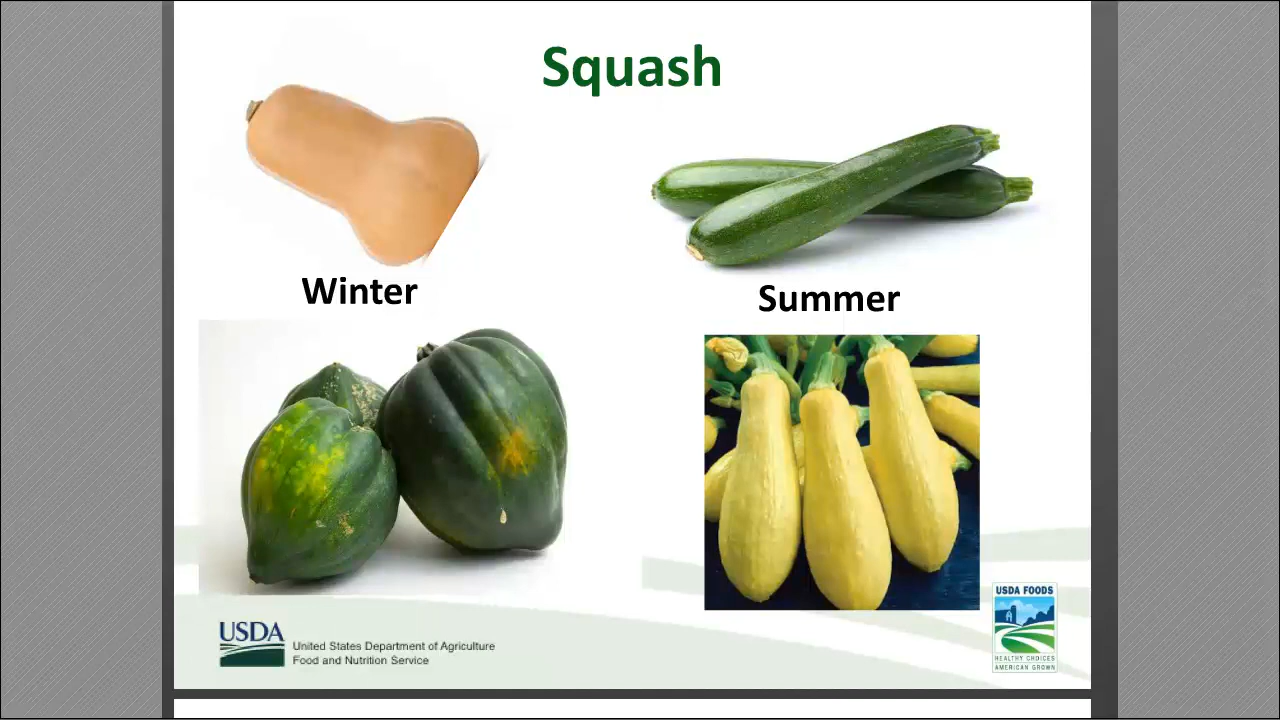 Squash
Winter
Summer
USDA
United States Department of Agriculture
Food and Nutrition Service
USDA FOODS
HEALTHY CHOICES
AMERICAN GROWN